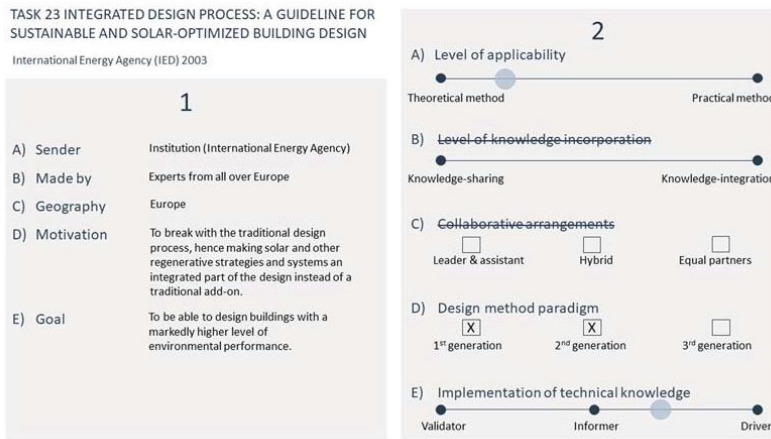 TASK 23 INTEGRATED DESIGN PROCESS: A GUIDELINE FOR
SUSTAINABLE AND SOLAR-OPTIMIZED BUILDING DESIGN
International Energy Agency (IED) 2003
1
A) Sender Institution (International Energy Agency)
B) Made by Experts from all over Europe
C) Geography Europe
D) Motivation To break with the traditional design
process, hence making solar and other
regenerative strategies and systems an
integrated part of the design instead of a
traditional add-on.
E) Goal To be able to design buildings with a
markedly higher level of
environmental performance.
2
A) Level of applicability
Theoretical method Practical method
B) Level of knowledge incorporation
Knowledge-sharing Knowledge-integration
C) Collaborative arrangements
Leader & assistant Hybrid Equal partners
D) Design method paradigm
X X
1st generation 2nd generation 3rd generation
E) Implementation of technical knowledge
Validator Informer Driver